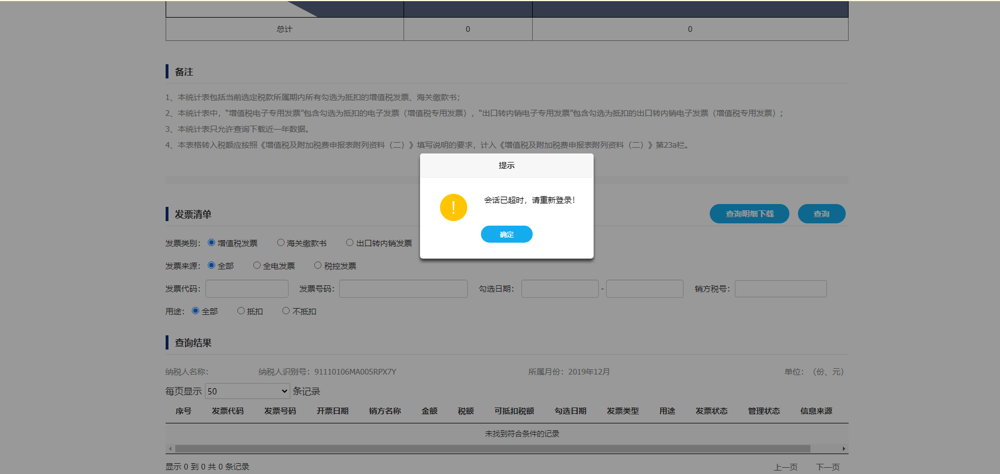 总计 0 0
备注
1、本统计表包括当前选定税款所属期内所有勾选为抵扣的增值税发票、海关缴款书；
2、本统计表中，“增值税电子专用发票”包含勾选为抵扣的电子发票（增值税专用发票），“出口转内销电子专用发票”包含勾选为抵扣的出口转内销电子发票（增值税专用发票）；
3、本统计表只允许查询下载近一年数据。
4、本表格转入税额应按照《增值税及附加税费申报表附列资料（二）》填写说明的要求，计入《增值税及附加税费申报表附列资料（二）》第23a栏。
提示
会话已超时，请重新登录！
确定
发票清单 查询明细下载 查询
发票类别： 增值税发票 海关缴款书 出口转内销发票
发票来源： 全部 全电发票 税控发票
发票代码： 发票号码： 勾选日期： - 销方税号：
用途： 全部 抵扣 不抵扣
查询结果
纳税人名称： 纳税人识别号：91110106MA005RPX7Y 所属月份：2019年12月 单位：（份、元）
每页显示 50 条记录
序号 发票代码 发票号码 开票日期 销方名称 金额 税额 可抵扣税额 勾选日期 发票类型 用途 发票状态 管理状态 信息来源
未找到符合条件的记录
显示 0 到 0 共 0 条记录 上一页 下一页